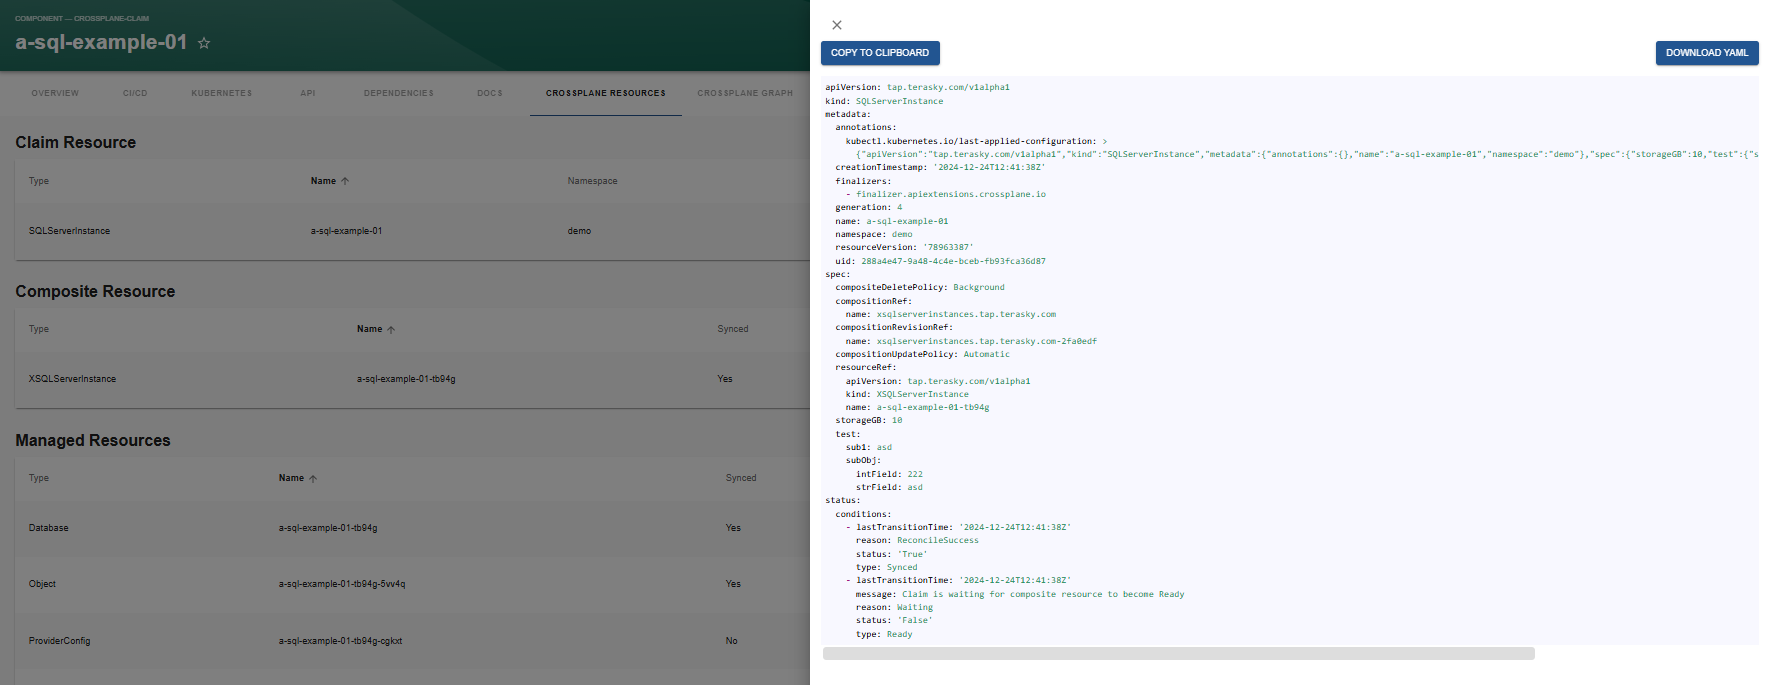 COMPONENT — CROSSPLANE-CLAIM
a-sql-example-01
OVERVIEW CI/CD KUBERNETES API DEPENDENCIES DOCS CROSSPLANE RESOURCES CROSSPLANE GRAPH
Claim Resource
Type Name Namespace
SQLServerInstance a-sql-example-01 demo
Composite Resource
Type Name Synced
XSQLServerInstance a-sql-example-01-tb94g Yes
Managed Resources
Type Name Synced
Database a-sql-example-01-tb94g Yes
Object a-sql-example-01-tb94g-5vv4q Yes
ProviderConfig a-sql-example-01-tb94g-cgkxt No
COPY TO CLIPBOARD DOWNLOAD YAML
apiVersion: tap.terasky.com/v1alpha1
kind: SQLServerInstance
metadata:
  annotations:
    kubectl.kubernetes.io/last-applied-configuration: >
      {"apiVersion":"tap.terasky.com/v1alpha1","kind":"SQLServerInstance","metadata":{"annotations":{},"name":"a-sql-example-01","namespace":"demo"},"spec":{"storageGB":10,"test":{"s
  creationTimestamp: '2024-12-24T12:41:38Z'
  finalizers:
    - finalizer.apiextensions.crossplane.io
  generation: 4
  name: a-sql-example-01
  namespace: demo
  resourceVersion: '78963387'
  uid: 288a4e47-9a48-4c4e-bceb-fb93fca36d87
spec:
  compositeDeletePolicy: Background
  compositionRef:
    name: xsqlserverinstances.tap.terasky.com
  compositionRevisionRef:
    name: xsqlserverinstances.tap.terasky.com-2fa0edf
  compositionUpdatePolicy: Automatic
  resourceRef:
    apiVersion: tap.terasky.com/v1alpha1
    kind: XSQLServerInstance
    name: a-sql-example-01-tb94g
  storageGB: 10
  test:
    sub1: asd
    subObj:
      intField: 222
      strField: asd
status:
  conditions:
    - lastTransitionTime: '2024-12-24T12:41:38Z'
      reason: ReconcileSuccess
      status: 'True'
      type: Synced
    - lastTransitionTime: '2024-12-24T12:41:38Z'
      message: Claim is waiting for composite resource to become Ready
      reason: Waiting
      status: 'False'
      type: Ready